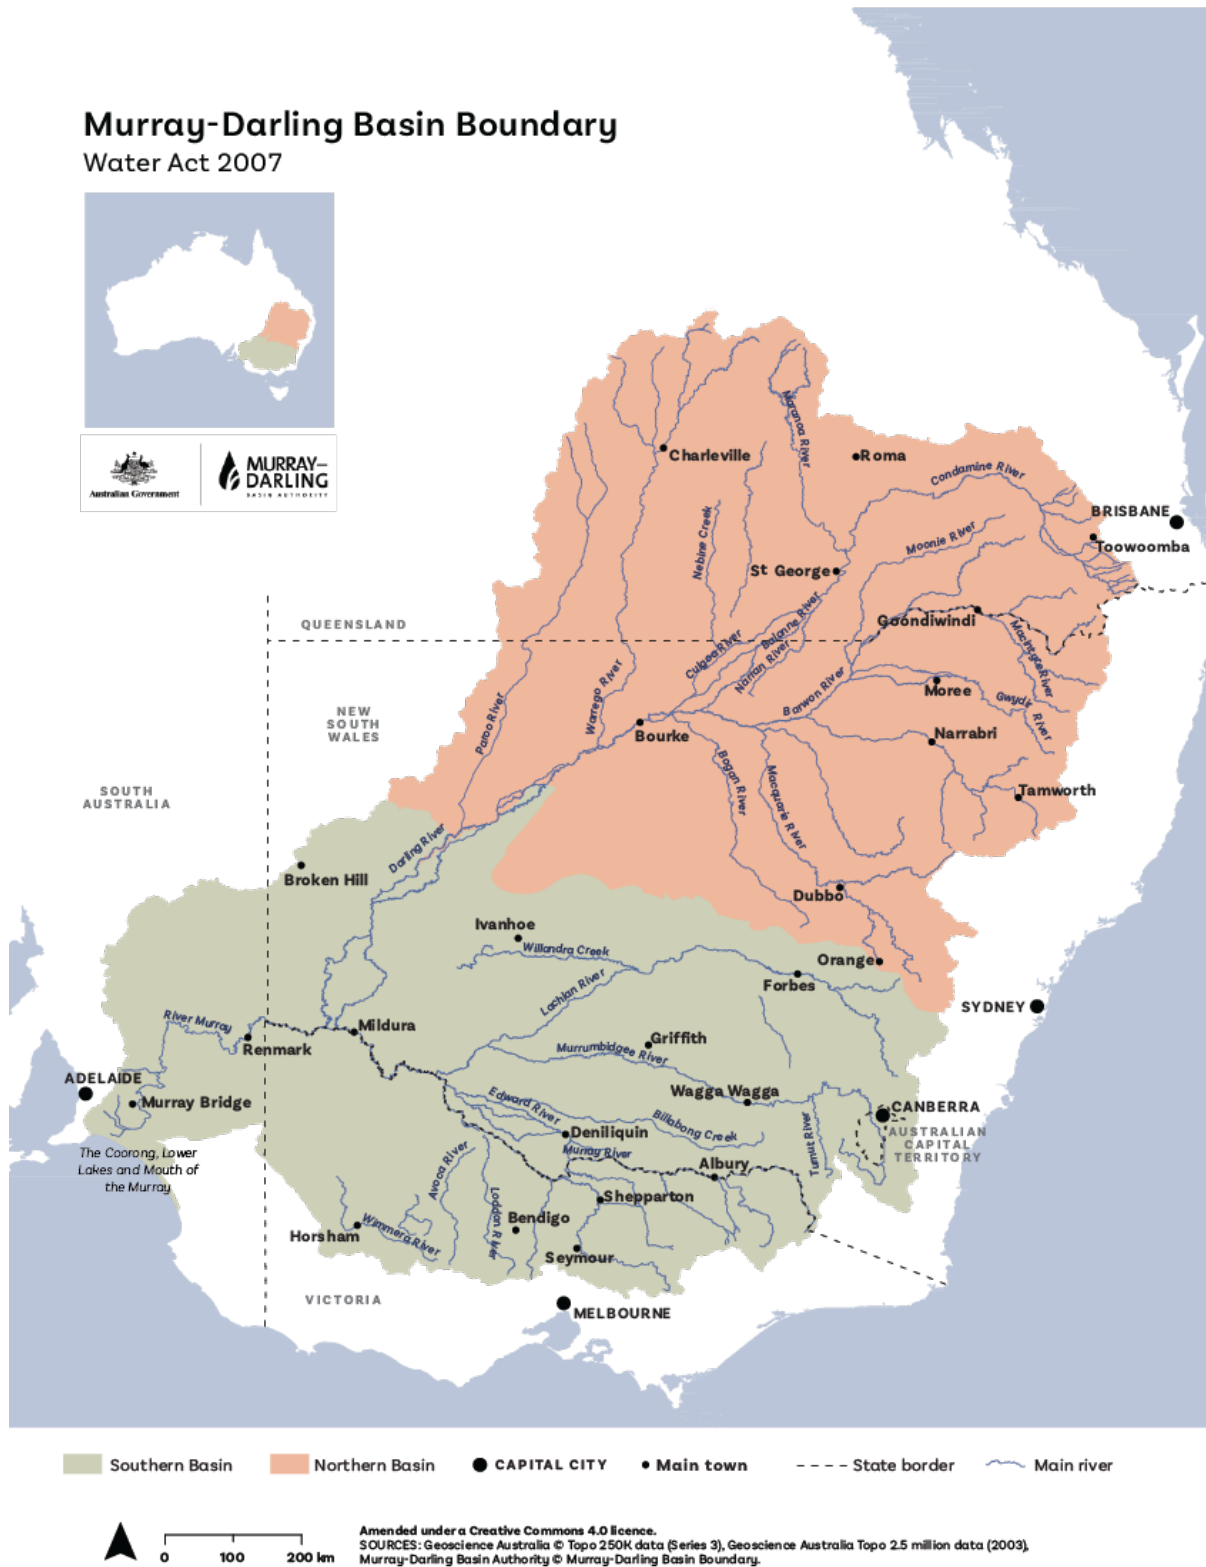 Murray-Darling Basin Boundary
Water Act 2007
Australian Government
MURRAY–
DARLING
BASIN AUTHORITY
Charleville
Maranoa River
Roma
Condamine River
BRISBANE
Toowoomba
Nebine Creek
Moonie River
St George
QUEENSLAND
Culgoa River
Balonne River
Narran River
Goondiwindi
Macintyre River
NEW
SOUTH
WALES
Paroo River
Warrego River
Barwon River
Moree
Gwydir River
Bourke
Narrabri
SOUTH
AUSTRALIA
Bogan River
Macquarie River
Tamworth
Darling River
Broken Hill
Dubbo
Ivanhoe
Willandra Creek
Orange
Lachlan River
Forbes
SYDNEY
River Murray
Mildura
Renmark
Griffith
Murrumbidgee River
ADELAIDE
Murray Bridge
Wagga Wagga
Edward River
CANBERRA
Billabong Creek
Tumut River
AUSTRALIAN
CAPITAL
TERRITORY
Deniliquin
The Coorong, Lower
Lakes and Mouth of
the Murray
Avoca River
Murray River
Albury
Loddon River
Shepparton
Bendigo
Horsham
Wimmera River
Seymour
VICTORIA
MELBOURNE
Southern Basin
Northern Basin
CAPITAL CITY
Main town
State border
Main river
0 100 200 km
Amended under a Creative Commons 4.0 licence.
SOURCES: Geoscience Australia © Topo 250K data (Series 3), Geoscience Australia Topo 2.5 million data (2003),
Murray-Darling Basin Authority © Murray-Darling Basin Boundary.